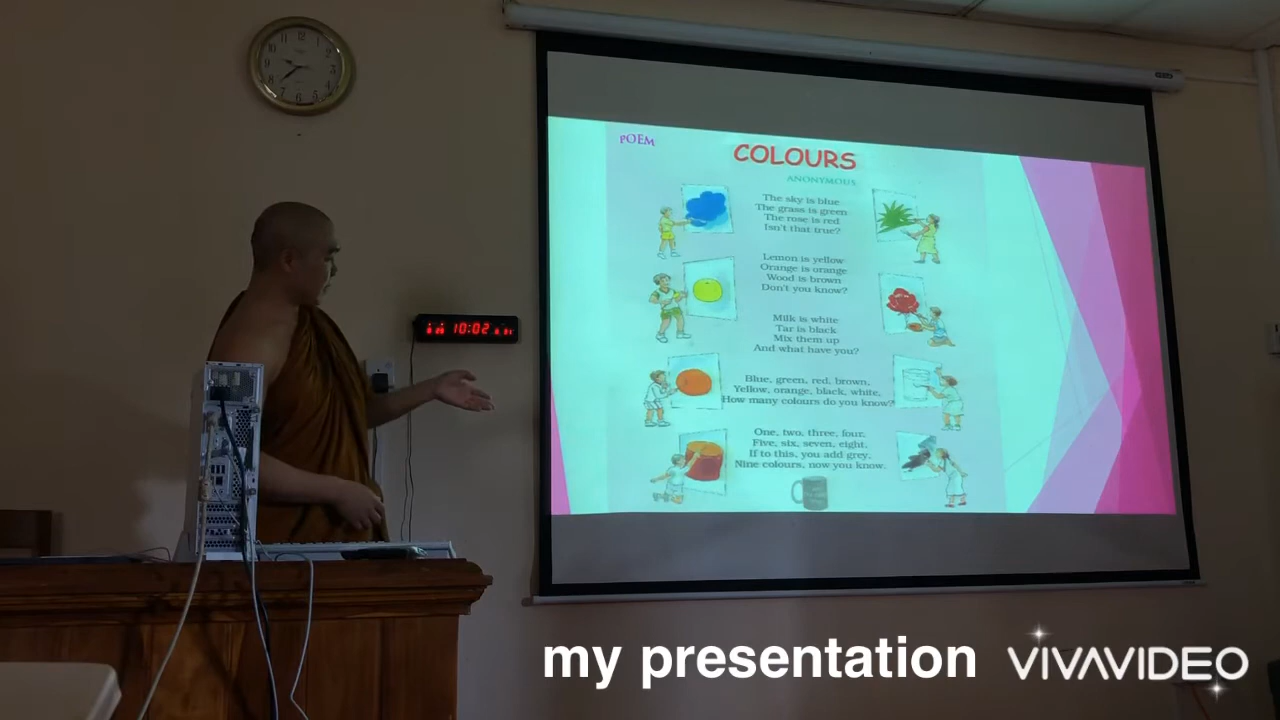 POEM
COLOURS
ANONYMOUS
The sky is blue
The grass is green
The rose is red
Isn't that true?
Lemon is yellow
Orange is orange
Wood is brown
Don't you know?
Milk is white
Tar is black
Mix them up
And what have you?
Blue, green, red, brown,
Yellow, orange, black, white,
How many colours do you know?
One, two, three, four,
Five, six, seven, eight,
If to this, you add grey,
Nine colours, now you know.
10:02
my presentation
VIVAVIDEO